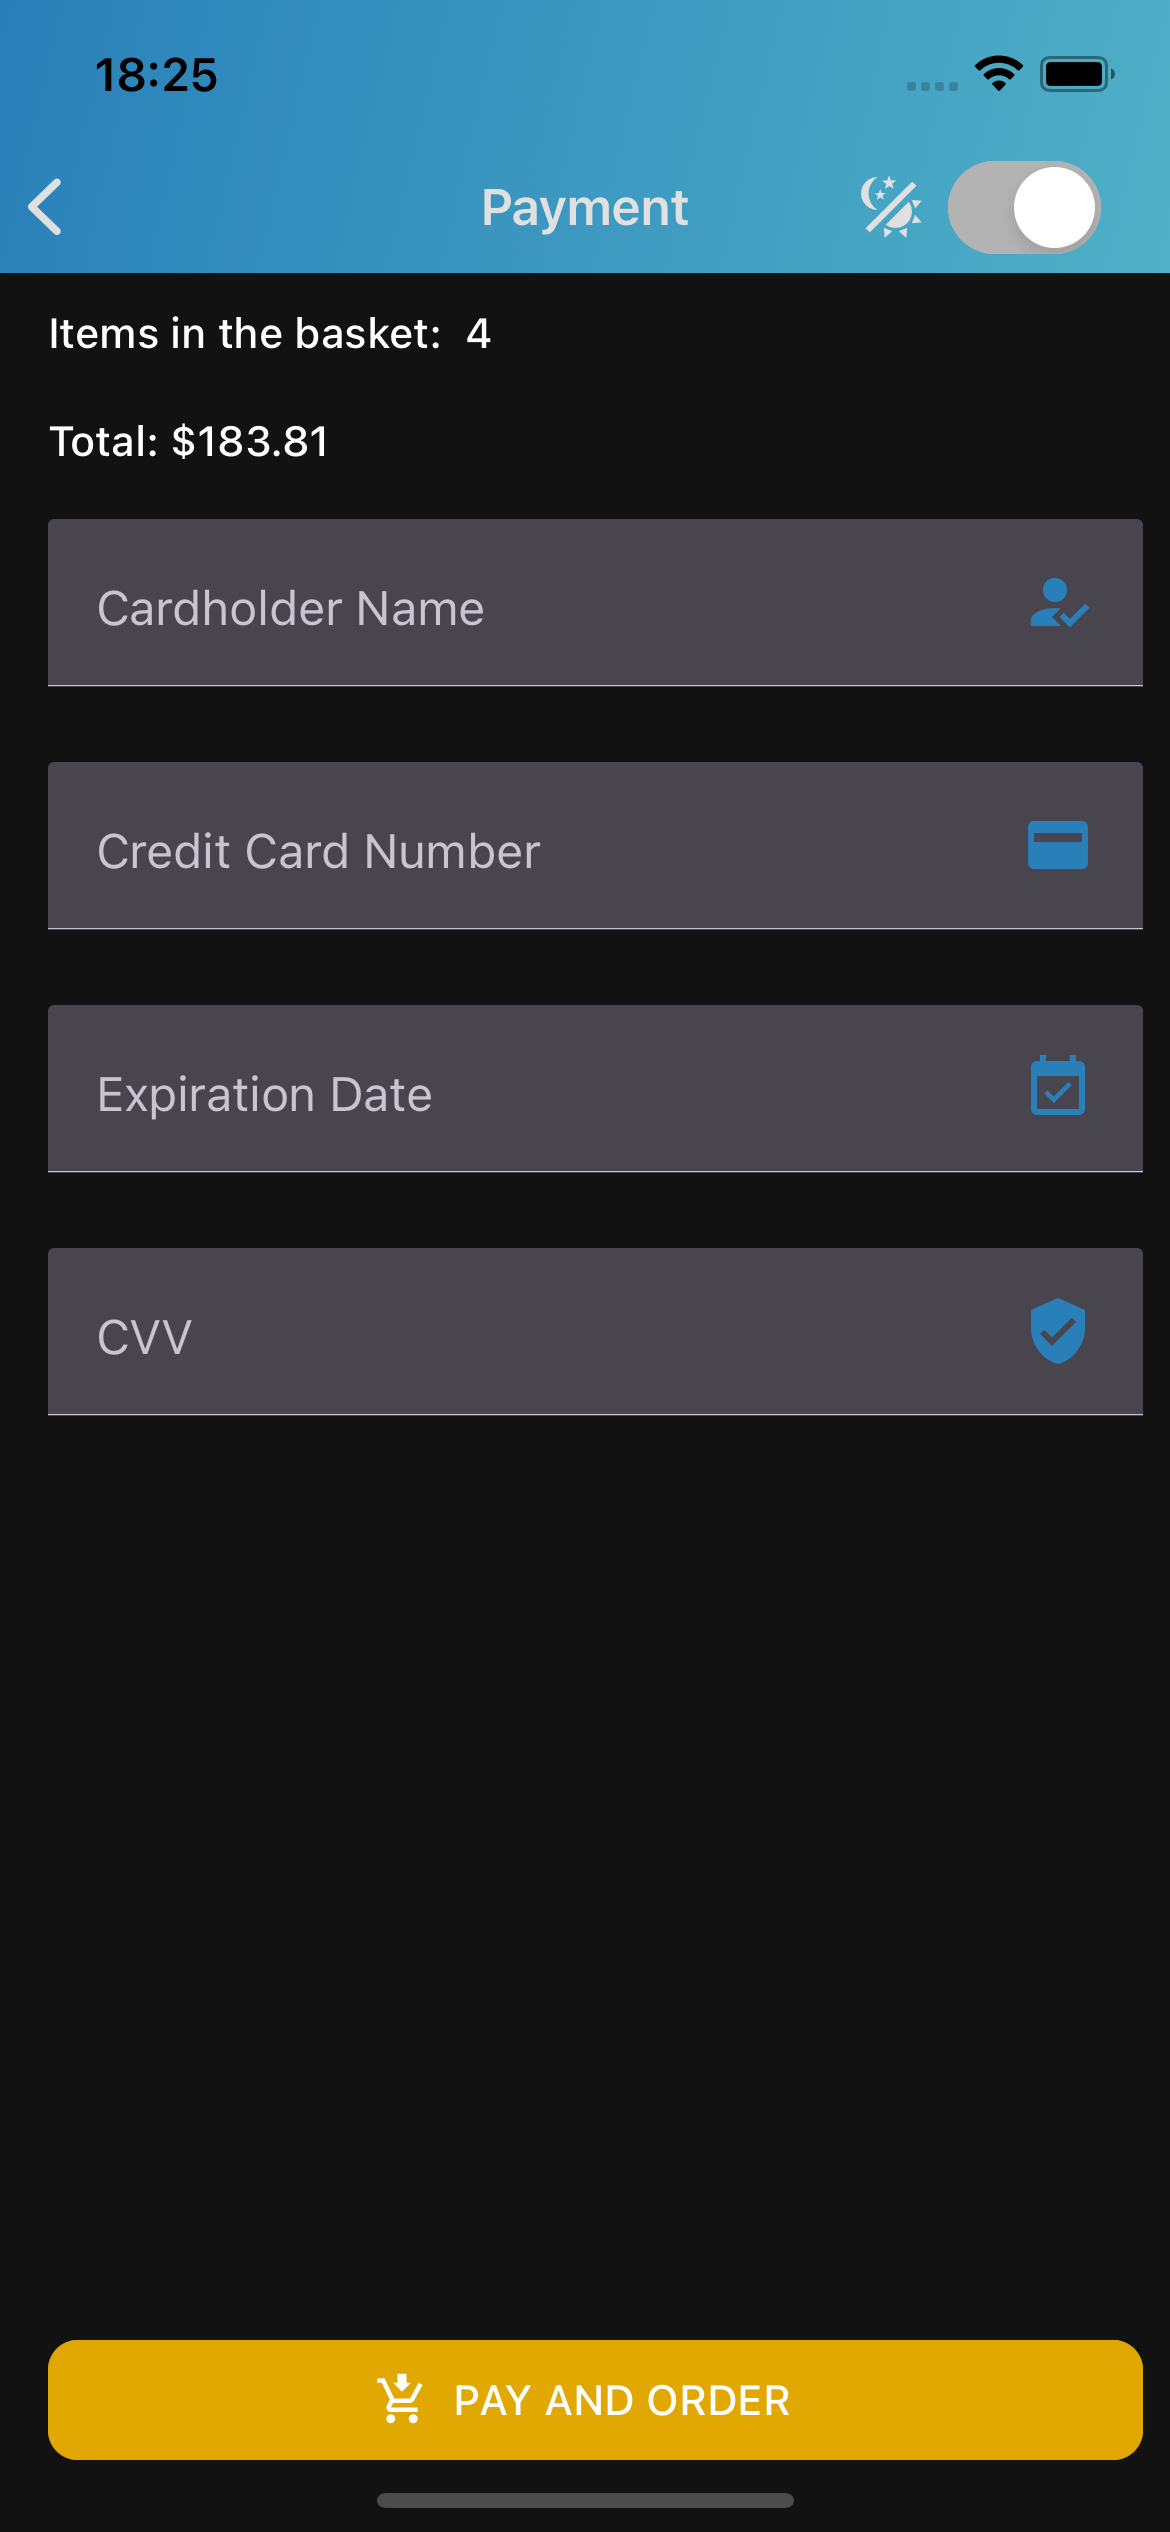 18:25
Payment
Items in the basket:  4
Total: $183.81
Cardholder Name
Credit Card Number
Expiration Date
CVV
PAY AND ORDER